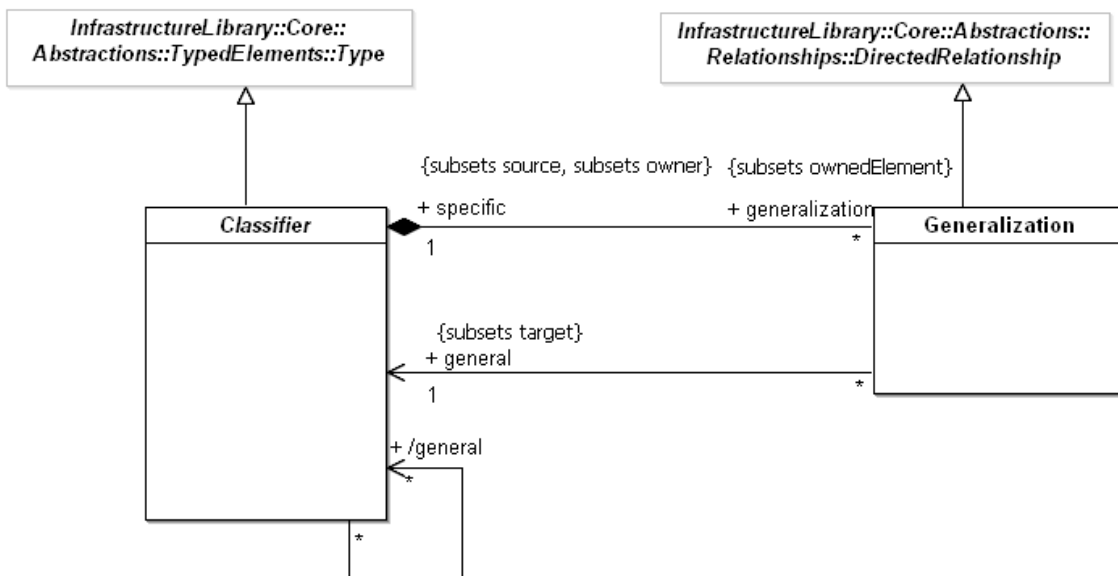 InfrastructureLibrary::Core::
Abstractions::TypedElements::Type
InfrastructureLibrary::Core::Abstractions::
Relationships::DirectedRelationship
{subsets source, subsets owner}
{subsets ownedElement}
+ specific
+ generalization
Classifier
Generalization
1
*
{subsets target}
+ general
1
*
+ /general
*
*